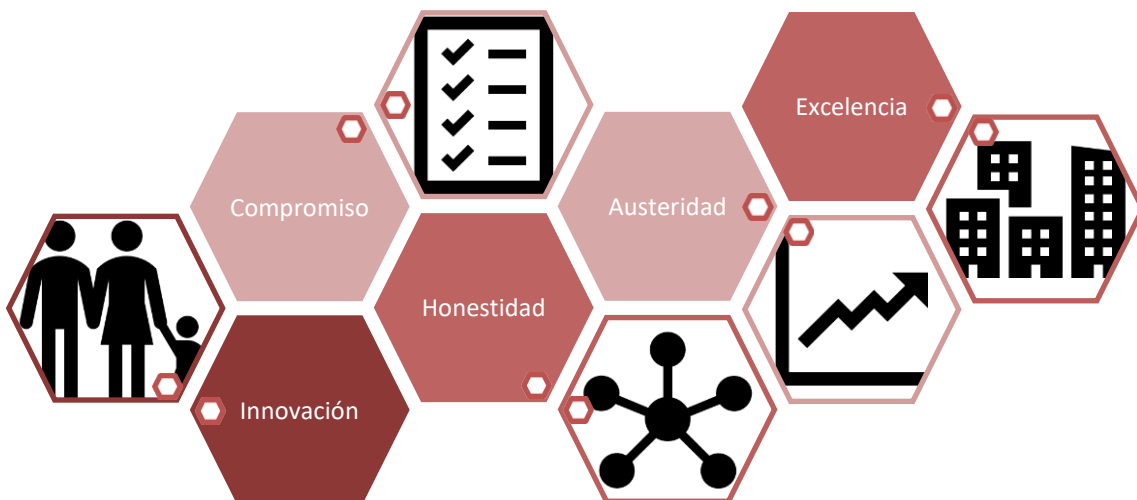 Excelencia
Compromiso
Austeridad
Honestidad
Innovación